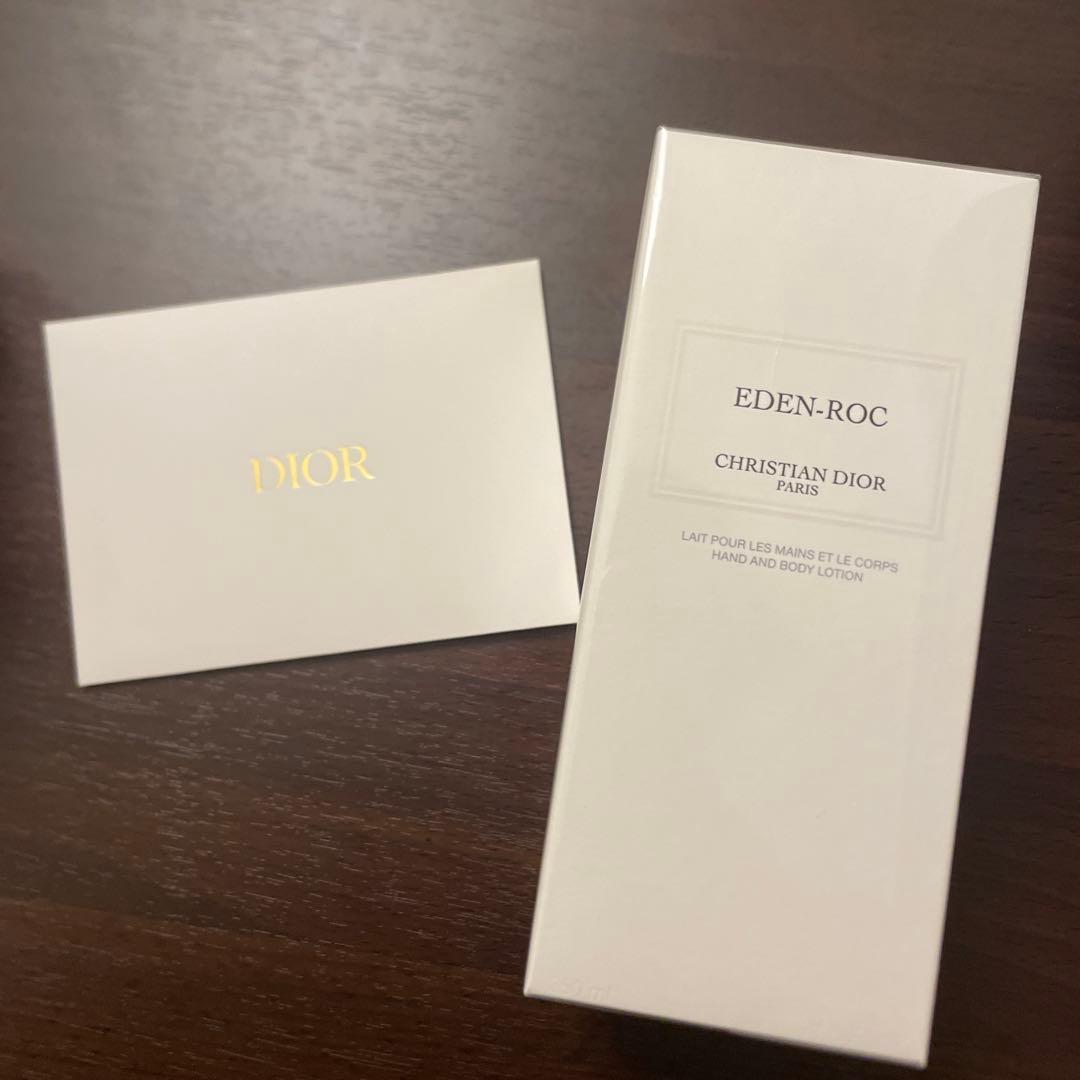 DIOR
EDEN-ROC
CHRISTIAN DIOR
PARIS
LAIT POUR LES MAINS ET LE CORPS
HAND AND BODY LOTION